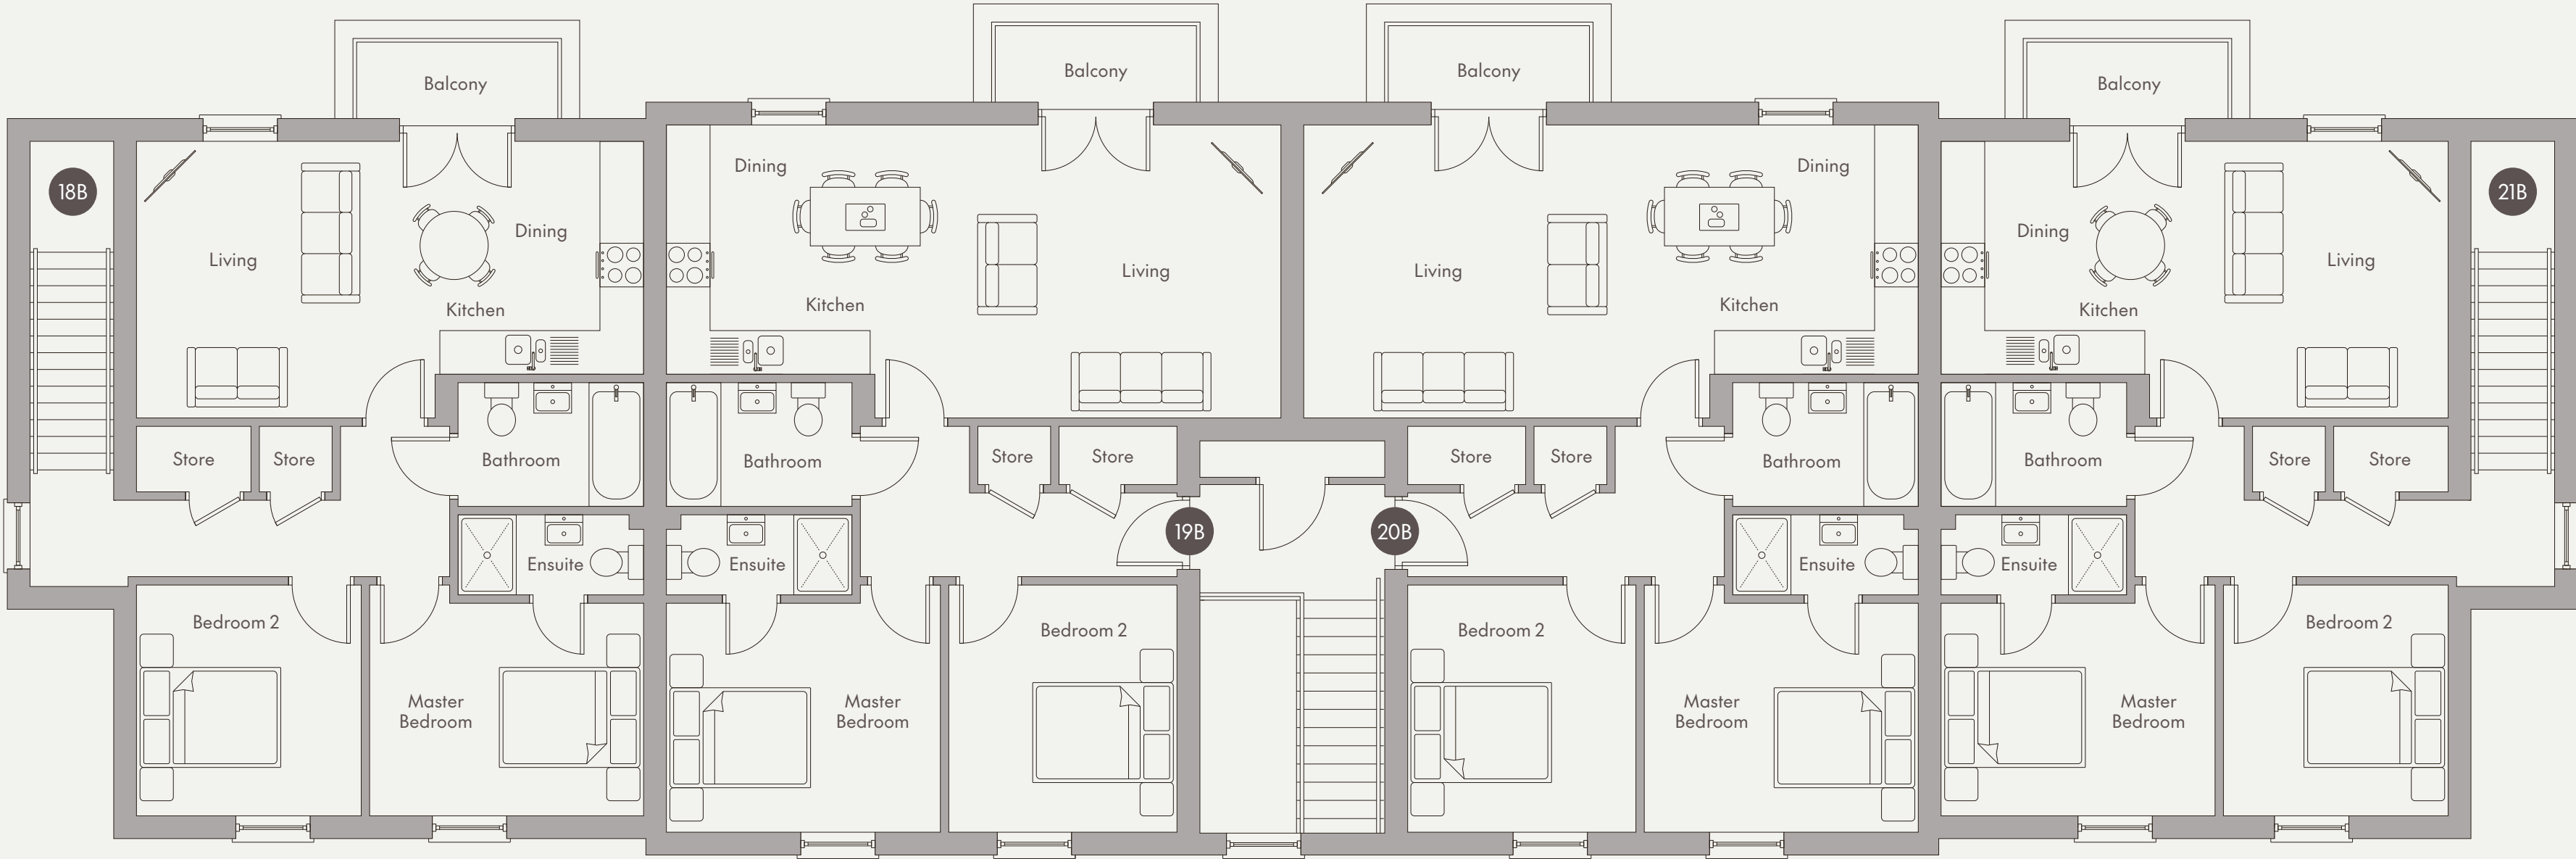 Balcony
Balcony
Balcony
Balcony
18B
Living
Dining
Kitchen
Store
Store
Bathroom
Ensuite
Bedroom 2
Master
Bedroom
Dining
Kitchen
Living
Bathroom
Store
Store
19B
Ensuite
Master
Bedroom
Bedroom 2
Living
Dining
Kitchen
Store
Store
Bathroom
20B
Ensuite
Bedroom 2
Master
Bedroom
21B
Dining
Kitchen
Living
Bathroom
Store
Store
Ensuite
Master
Bedroom
Bedroom 2